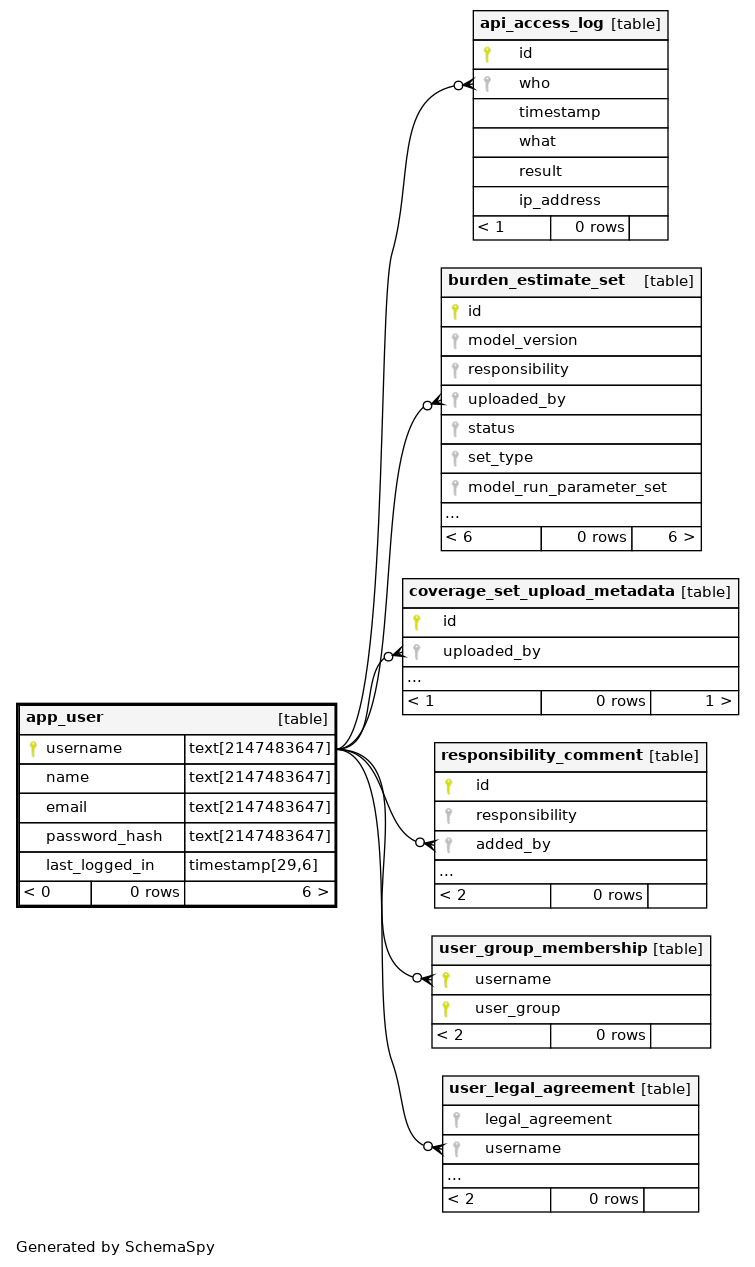 api_access_log [table]
id
who
timestamp
what
result
ip_address
< 1 0 rows
burden_estimate_set [table]
id
model_version
responsibility
uploaded_by
status
set_type
model_run_parameter_set
...
< 6 0 rows 6 >
coverage_set_upload_metadata [table]
id
uploaded_by
...
< 1 0 rows 1 >
app_user [table]
username text[2147483647]
name text[2147483647]
email text[2147483647]
password_hash text[2147483647]
last_logged_in timestamp[29,6]
< 0 0 rows 6 >
responsibility_comment [table]
id
responsibility
added_by
...
< 2 0 rows
user_group_membership [table]
username
user_group
< 2 0 rows
user_legal_agreement [table]
legal_agreement
username
...
< 2 0 rows
Generated by SchemaSpy